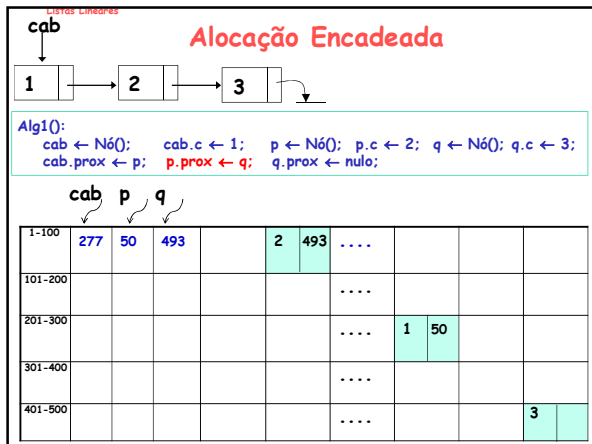 Listas Lineares
cab
Alocação Encadeada
1 2 3
Alg1():
cab ← Nó(); cab.c ← 1; p ← Nó(); p.c ← 2; q ← Nó(); q.c ← 3;
cab.prox ← p; p.prox ← q; q.prox ← nulo;
cab p q
1-100 277 50 493 2 493 ....
101-200 ....
201-300 .... 1 50
301-400 ....
401-500 .... 3